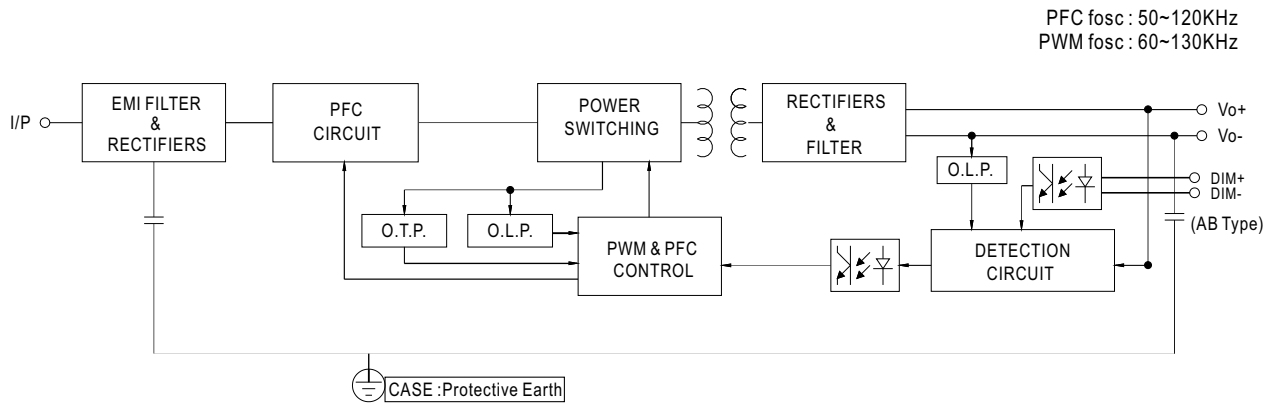 PFC fosc : 50~120KHz
PWM fosc : 60~130KHz
I/P
EMI FILTER
&
RECTIFIERS
PFC
CIRCUIT
POWER
SWITCHING
RECTIFIERS
&
FILTER
Vo+
Vo-
O.L.P.
DIM+
DIM-
(AB Type)
O.T.P.
O.L.P.
PWM & PFC
CONTROL
DETECTION
CIRCUIT
CASE :Protective Earth